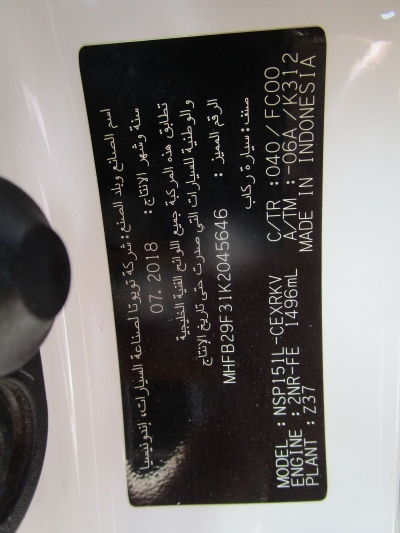 اسم الصانع وبلد الصنع: شركة تويوتا لصناعة السيارات، إندونيسيا
سنة وشهر الانتاج: 07.2018
تطابق هذه المركبة جميع اللوائح الفنية الخليجية
والوطنية للسيارات التي صدرت حتى تاريخ الإنتاج
الرقم المميز: MHFB29F31K2045646
صنف: سيارة ركاب
MODEL : NSP151L-CEXRKV C/TR : 040 / FC00
ENGINE : 2NR-FE 1496mL A/TM : -06A / K312
PLANT : Z37 MADE IN INDONESIA